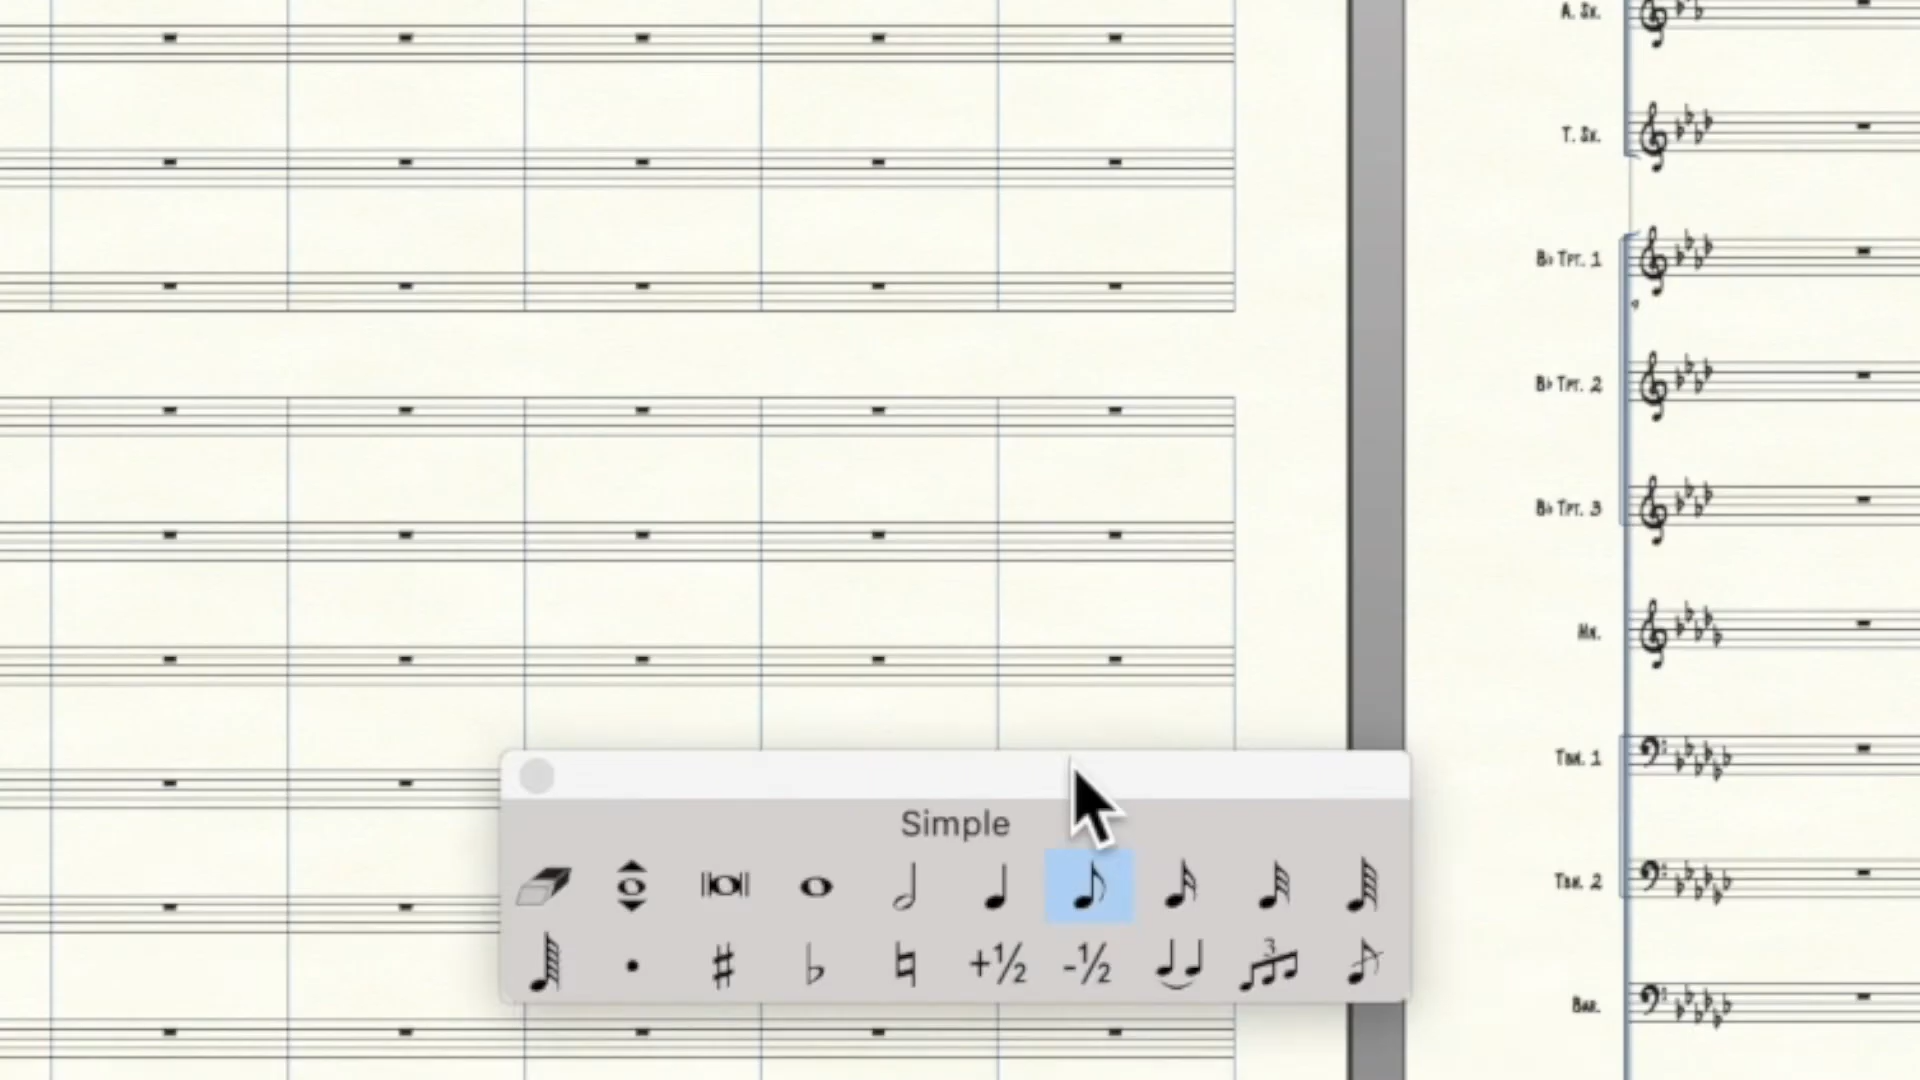 A. Sx.
T. Sx.
B♭ Tpt. 1
B♭ Tpt. 2
B♭ Tpt. 3
Hn.
Tbn. 1
Tbn. 2
Bar.
Simple
+½
-½
3